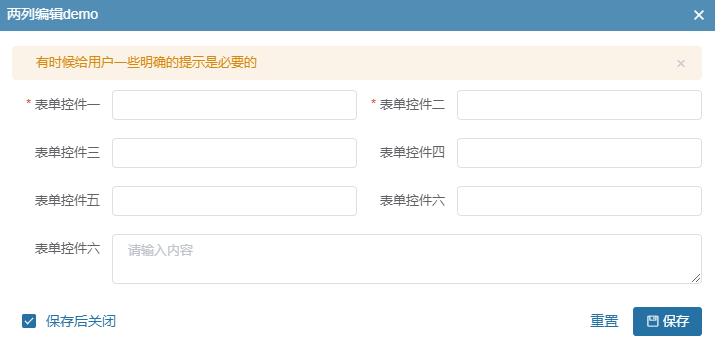 两列编辑demo
有时候给用户一些明确的提示是必要的
* 表单控件一
* 表单控件二
表单控件三
表单控件四
表单控件五
表单控件六
表单控件六
请输入内容
保存后关闭
重置
保存